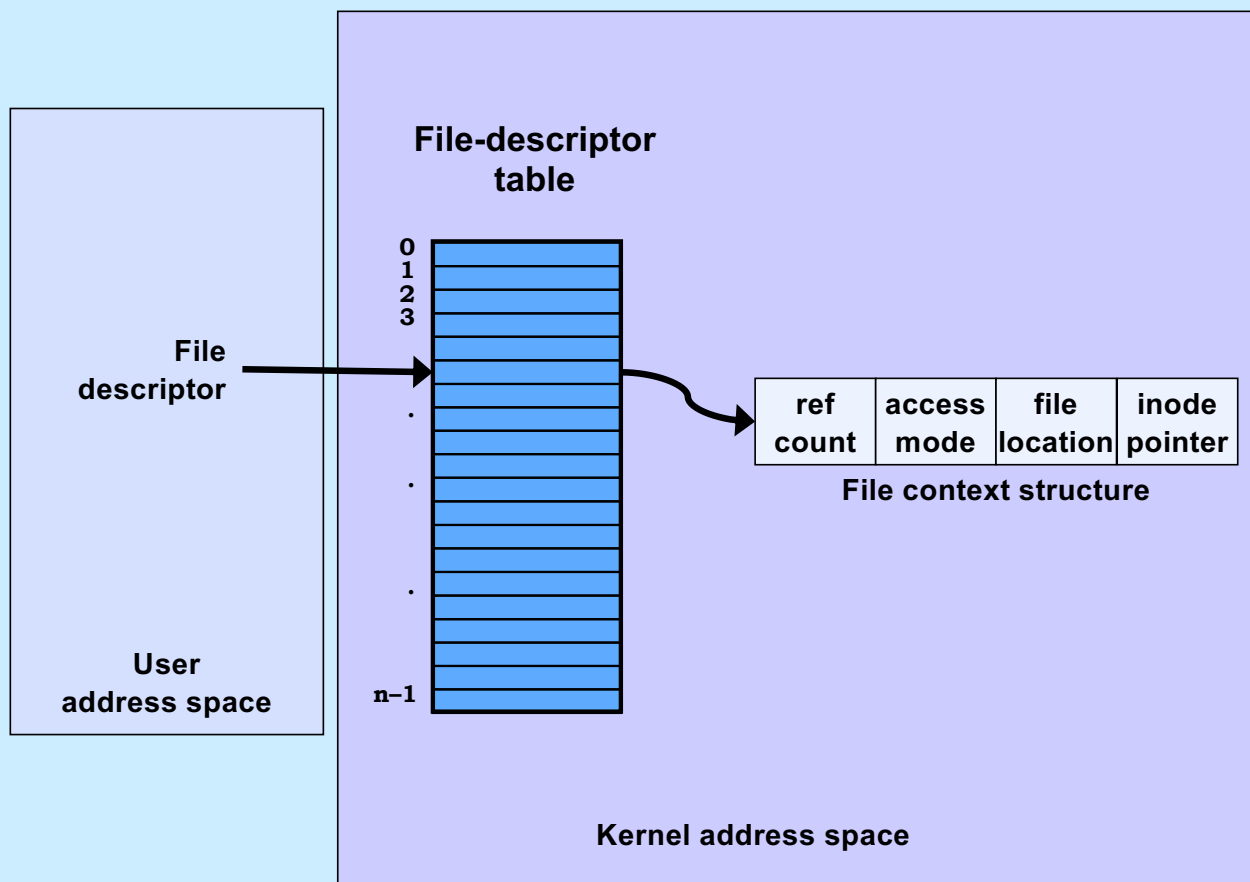 File-descriptor
table
0
1
2
3
File
descriptor
.
.
.
n–1
ref
count
access
mode
file
location
inode
pointer
File context structure
User
address space
Kernel address space